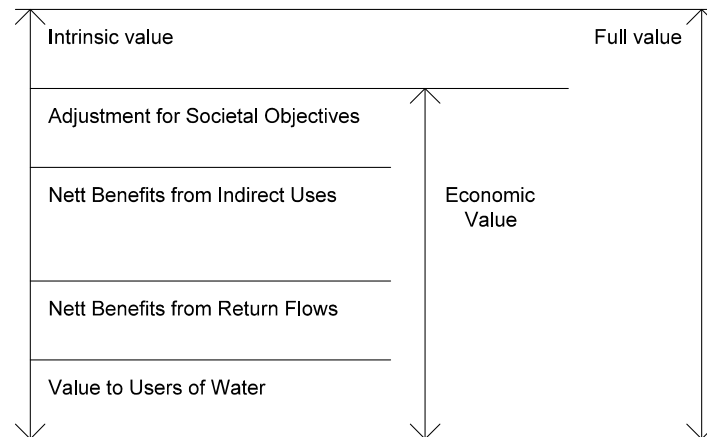 Intrinsic value
Full value
Adjustment for Societal Objectives
Nett Benefits from Indirect Uses
Economic
Value
Nett Benefits from Return Flows
Value to Users of Water